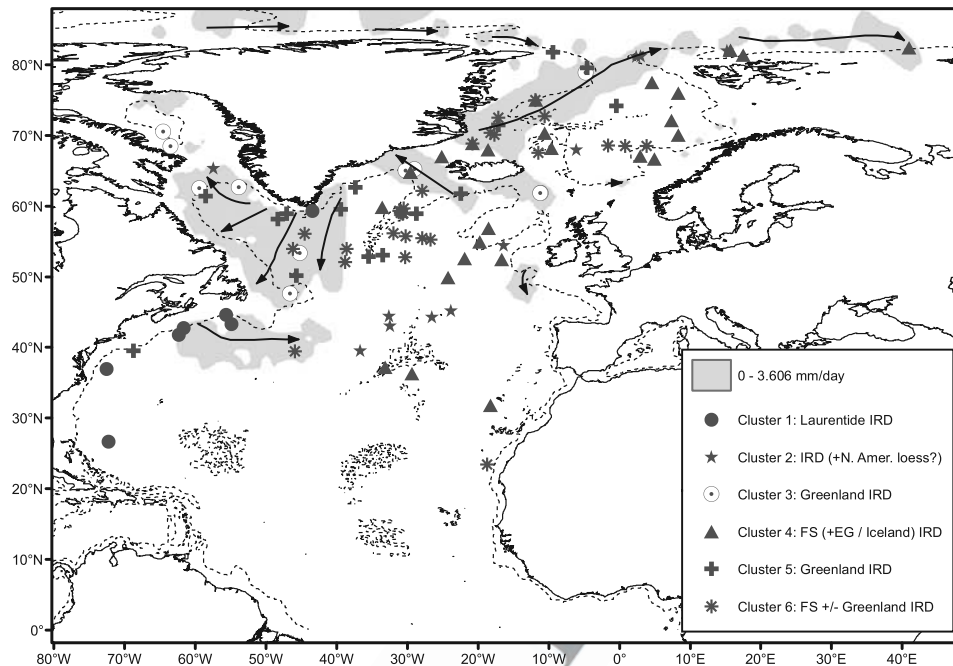 80°N
70°N
60°N
50°N
40°N
30°N
20°N
10°N
0°
80°W 70°W 60°W 50°W 40°W 30°W 20°W 10°W 0° 10°E 20°E 30°E 40°E
0 - 3.606 mm/day
Cluster 1: Laurentide IRD
Cluster 2: IRD (+N. Amer. loess?)
Cluster 3: Greenland IRD
Cluster 4: FS (+EG / Iceland) IRD
Cluster 5: Greenland IRD
Cluster 6: FS +/- Greenland IRD